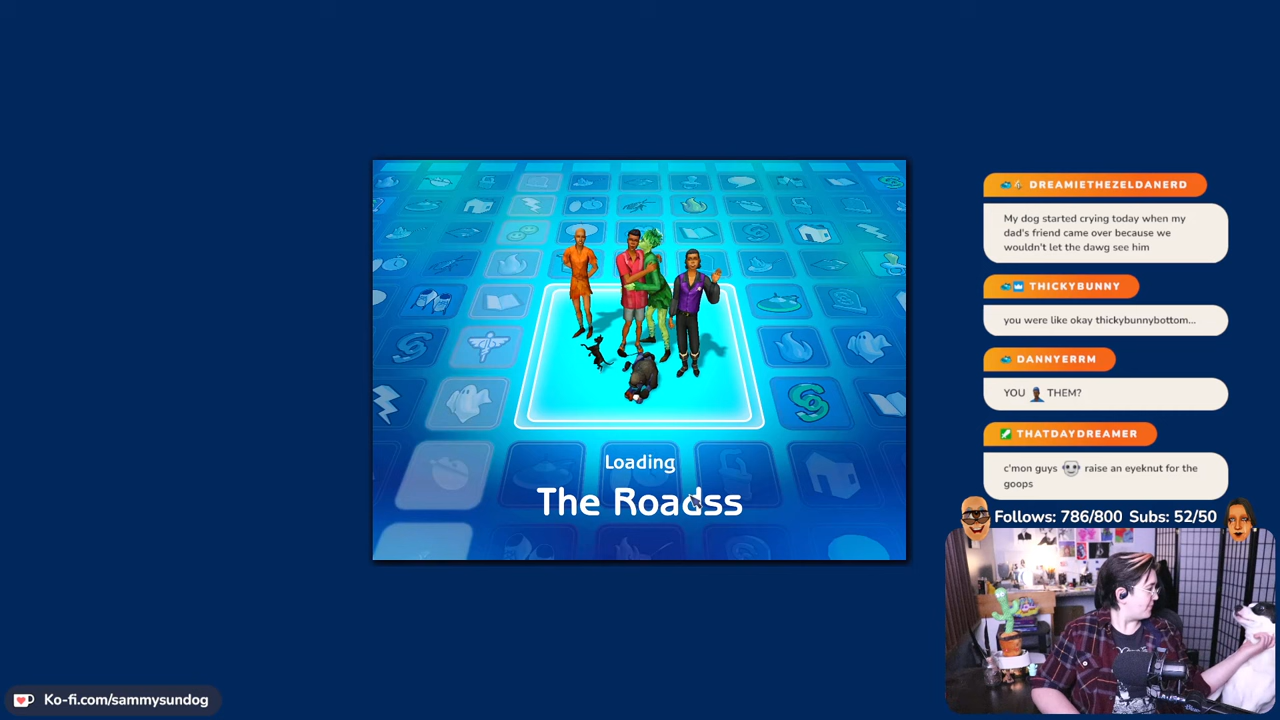 DREAMIETHEZELDANERD
My dog started crying today when my
dad's friend came over because we
wouldn't let the dawg see him
THICKYBUNNY
you were like okay thickybunnybottom...
DANNYERRM
YOU THEM?
THATDAYDREAMER
c'mon guys raise an eyeknut for the
goops
Loading
The Roadss
Follows: 786/800 Subs: 52/50
Ko-fi.com/sammysundog